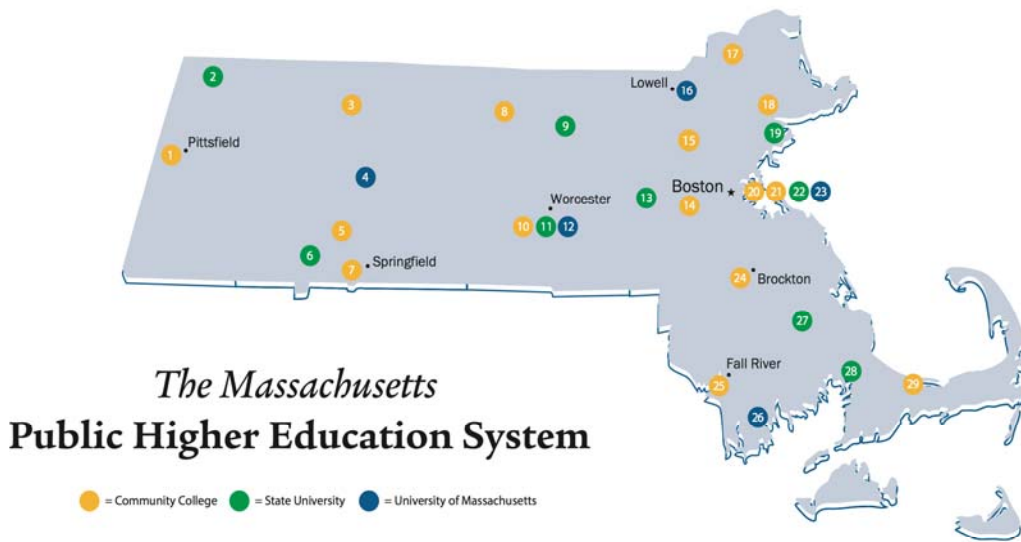 17
2
Lowell
16
3
8
18
9
19
15
Pittsfield
1
4
Boston
20
21
22
23
13
14
Worcester
10
11
12
5
6
Springfield
7
24
Brockton
27
Fall River
28
25
29
26
The Massachusetts
Public Higher Education System
= Community College
= State University
= University of Massachusetts